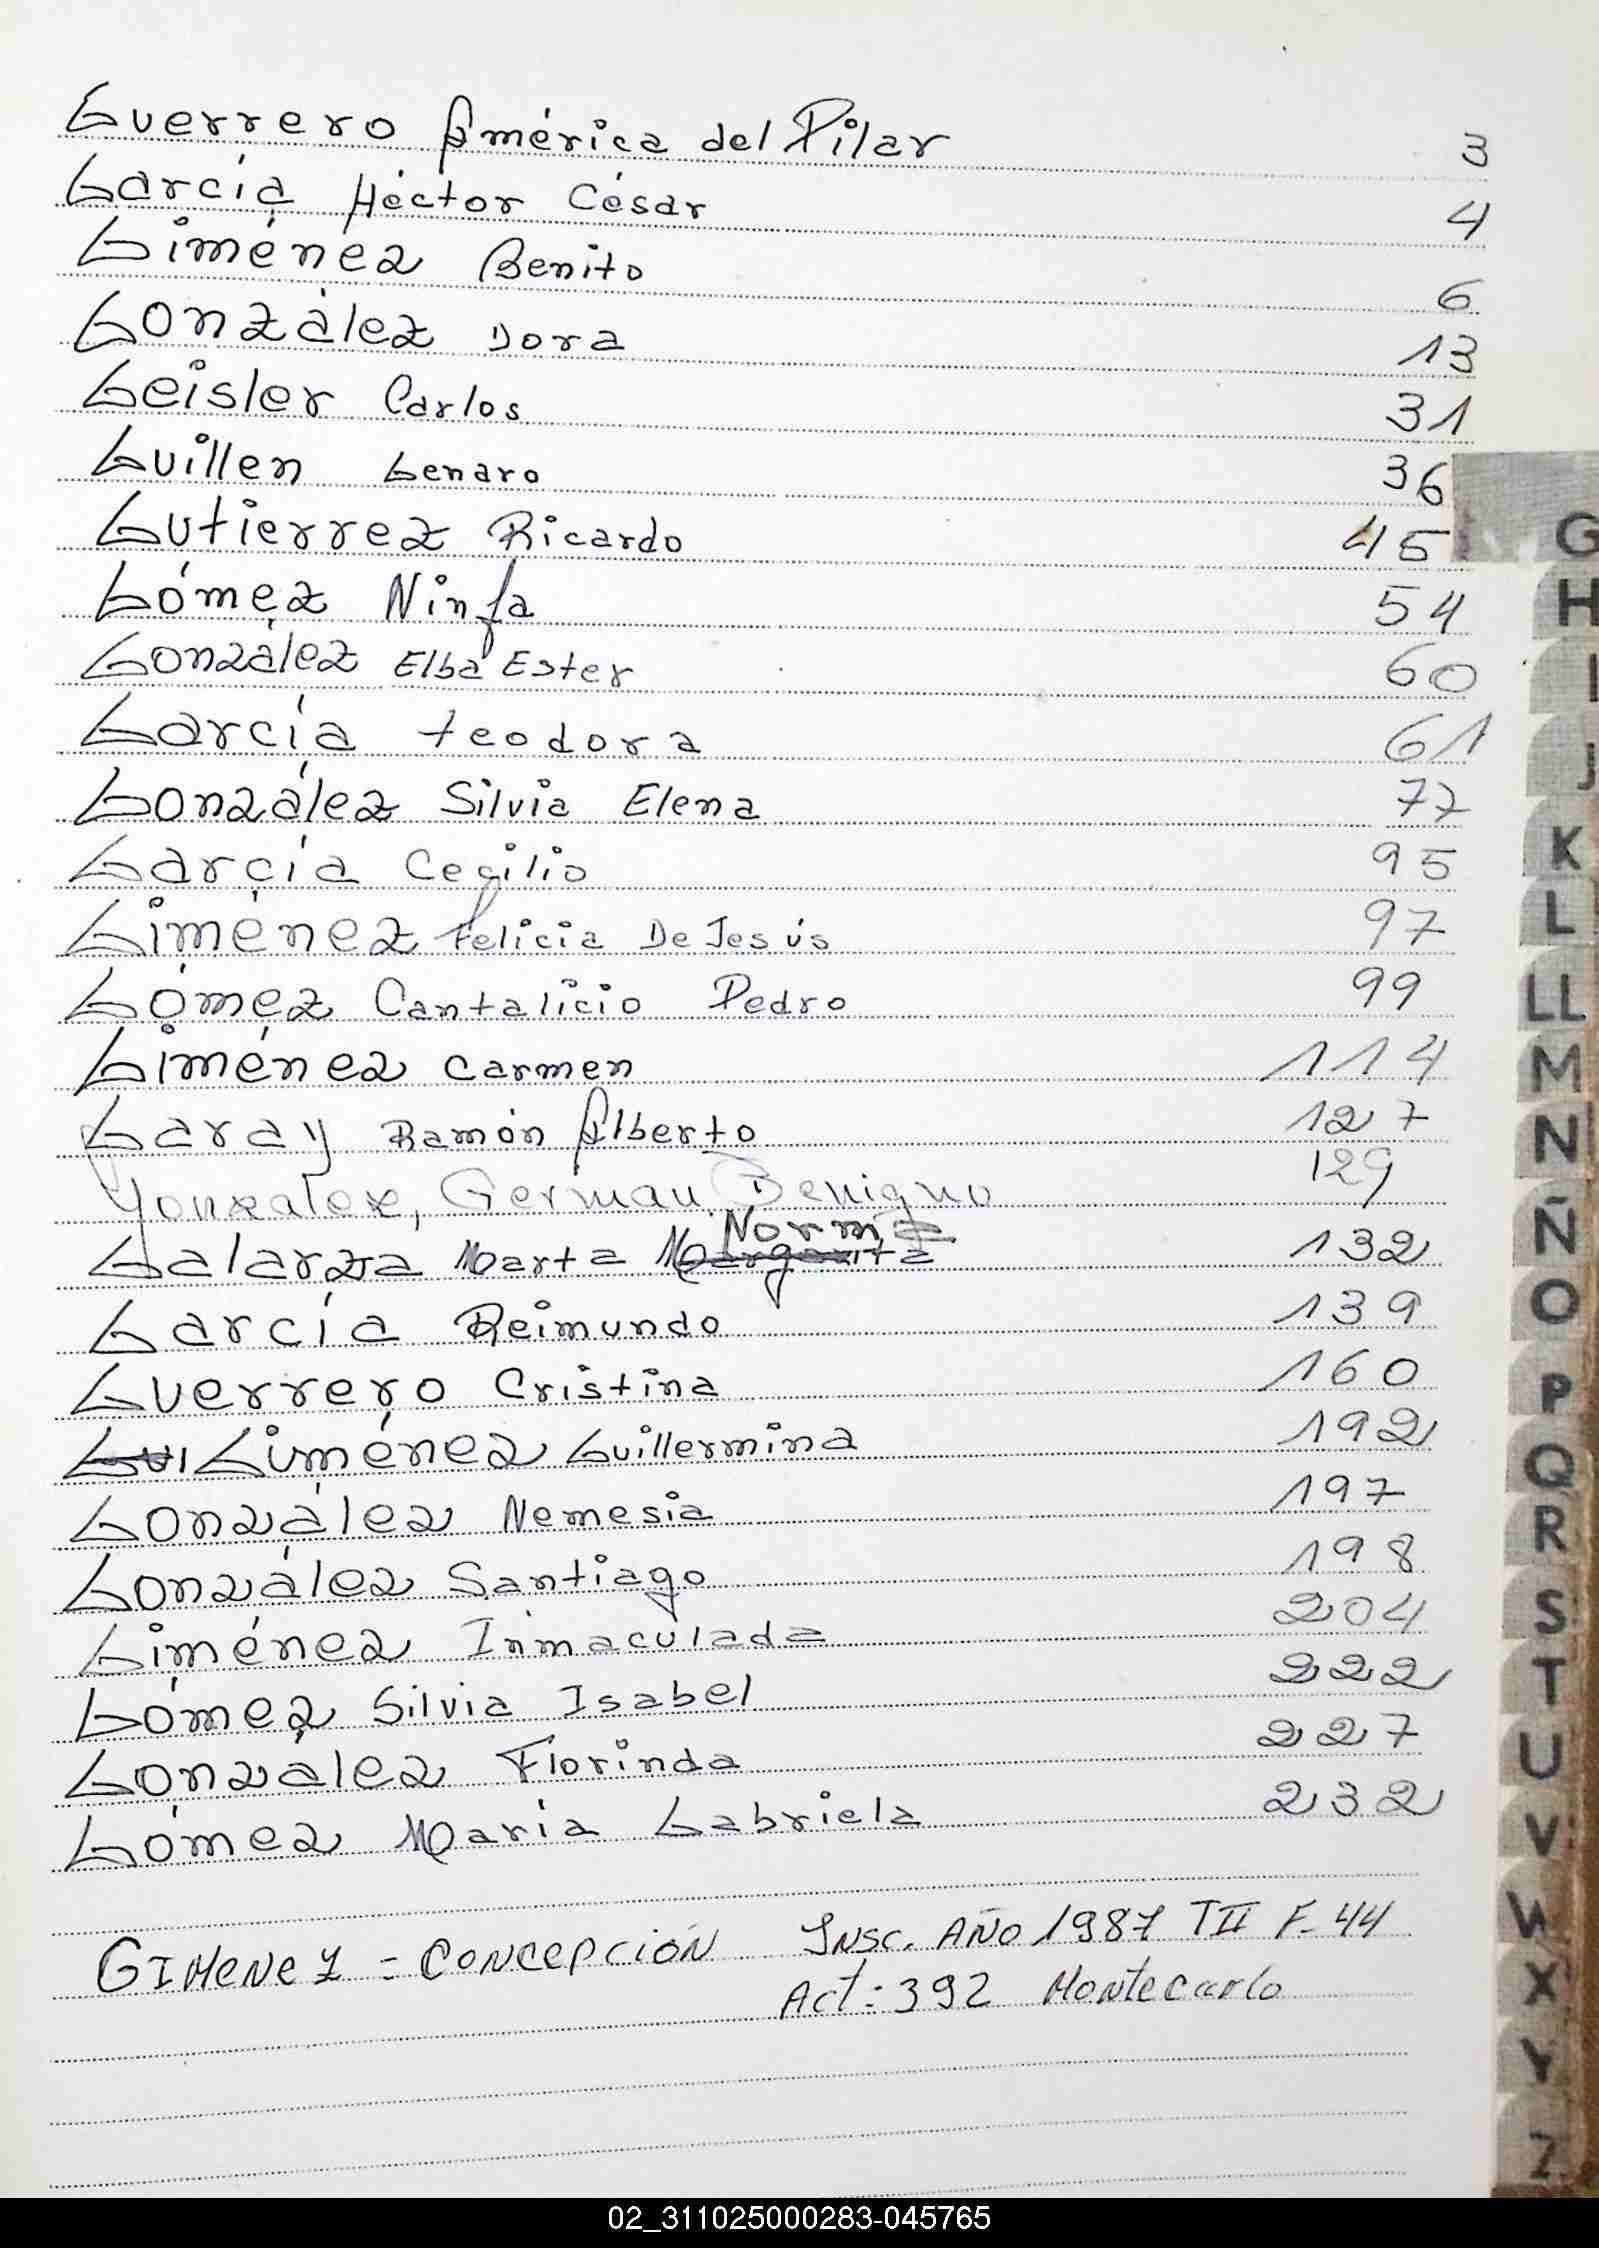 Guerrero América del Pilar 3
García Héctor César 4
Giménez Benito 6
González Dora 13
Geisler Carlos 31
Guillen Genaro 36
Gutierrez Ricardo 45
Gómez Ninfa 54
González Elba Ester 60
García Teodora 61
González Silvia Elena 77
García Cecilio 95
Giménez Felicia De Jesús 97
Gómez Cantalicio Pedro 99
Giménez Carmen 114
Garay Ramón Alberto 127
Gonzalez, German Benigno 129
Norma
Galarza Marta Margarita 132
García Reimundo 139
Guerrero Cristina 160
Gui Giménez Guillermina 192
González Nemesia 197
González Santiago 198
Giménez Inmaculada 204
Gómez Silvia Isabel 222
González Florinda 227
Gómez María Gabriela 232
GIMENEZ = CONCEPCIÓN INSC. AÑO 1987 TII F. 44
Act: 392 Montecarlo
G
H
I
J
K
L
LL
M
N
Ñ
O
P
Q
R
S
T
U
V
W
X
Y
Z
02_311025000283-045765